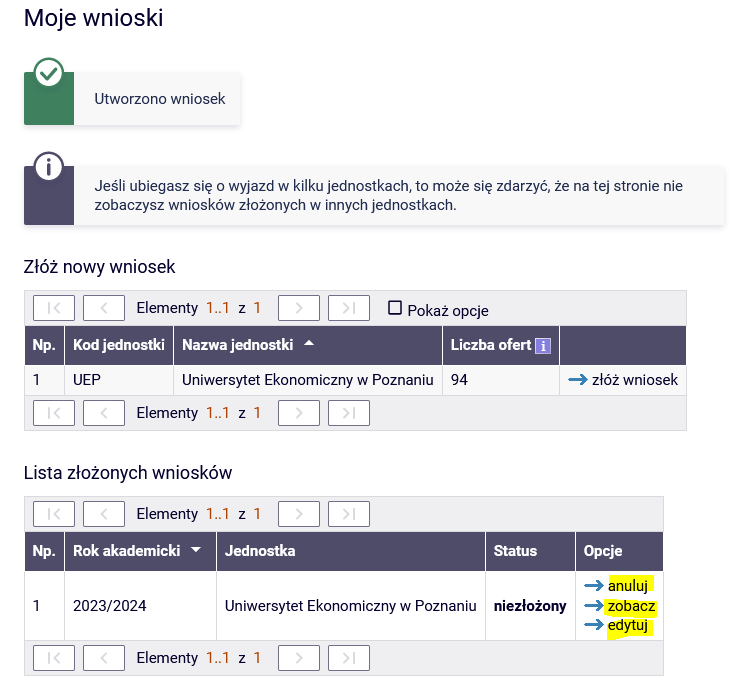 Moje wnioski
Utworzono wniosek
Jeśli ubiegasz się o wyjazd w kilku jednostkach, to może się zdarzyć, że na tej stronie nie
zobaczysz wniosków złożonych w innych jednostkach.
Złóż nowy wniosek
Elementy 1..1 z 1 Pokaż opcje
Np. Kod jednostki Nazwa jednostki Liczba ofert i
1 UEP Uniwersytet Ekonomiczny w Poznaniu 94 złóż wniosek
Elementy 1..1 z 1
Lista złożonych wniosków
Elementy 1..1 z 1
Np. Rok akademicki Jednostka Status Opcje
1 2023/2024 Uniwersytet Ekonomiczny w Poznaniu niezłożony anuluj
zobacz
edytuj
Elementy 1..1 z 1